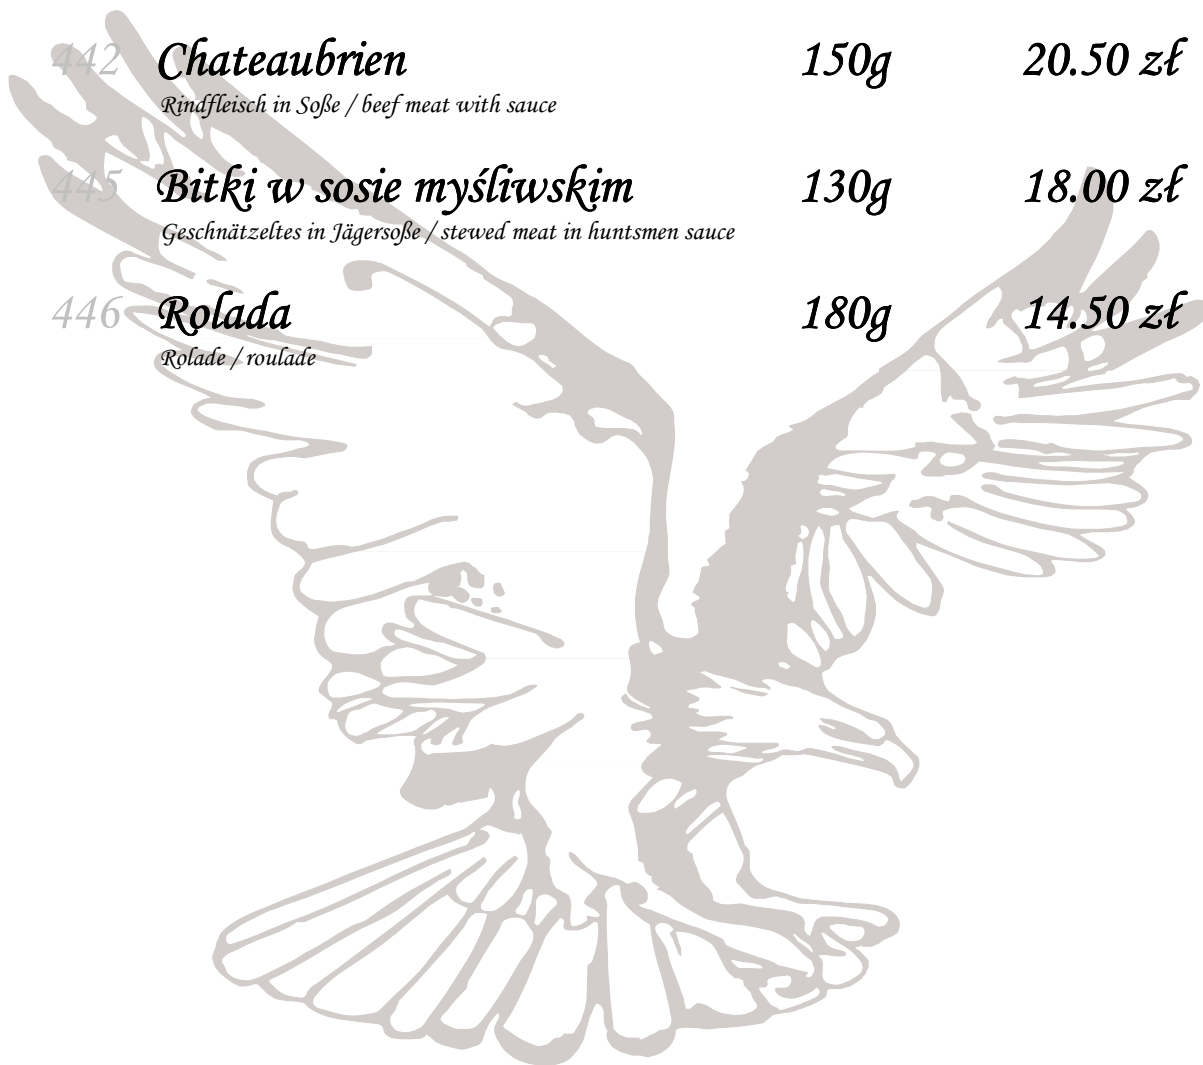 442 Chateaubrien 150g 20.50 zł
Rindfleisch in Soße / beef meat with sauce
445 Bitki w sosie myśliwskim 130g 18.00 zł
Geschnätzeltes in Jägersoße / stewed meat in huntsmen sauce
446 Rolada 180g 14.50 zł
Rolade / roulade